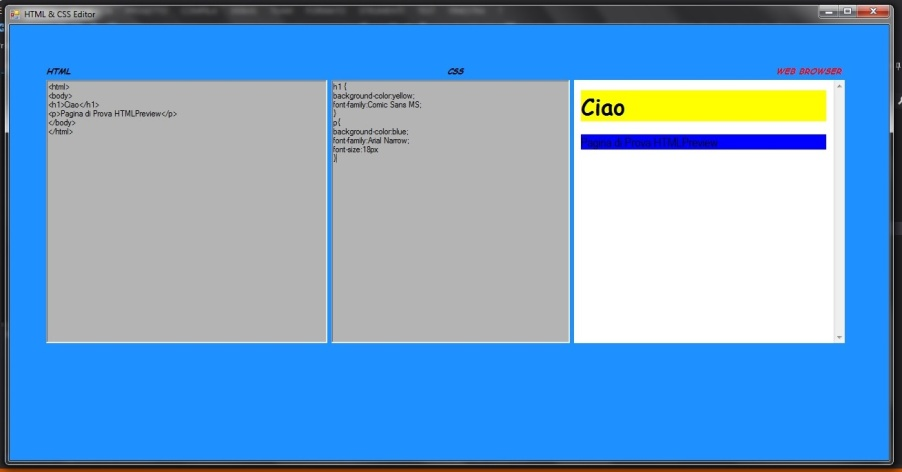 HTML & CSS Editor
HTML
CSS
WEB BROWSER
<html>
<body>
<h1>Ciao</h1>
<p>Pagina di Prova HTMLPreview</p>
</body>
</html>
h1 {
background-color:yellow;
font-family:Comic Sans MS;
}
p{
background-color:blue;
font-family:Arial Narrow;
font-size:18px
}
Ciao
Pagina di Prova HTMLPreview